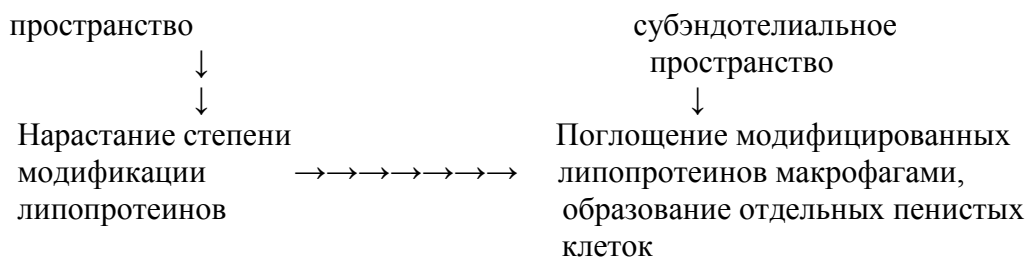 пространство субэндотелиальное
↓ пространство
↓ ↓
Нарастание степени Поглощение модифицированных
модификации →→→→→→→ липопротеинов макрофагами,
липопротеинов образование отдельных пенистых
клеток